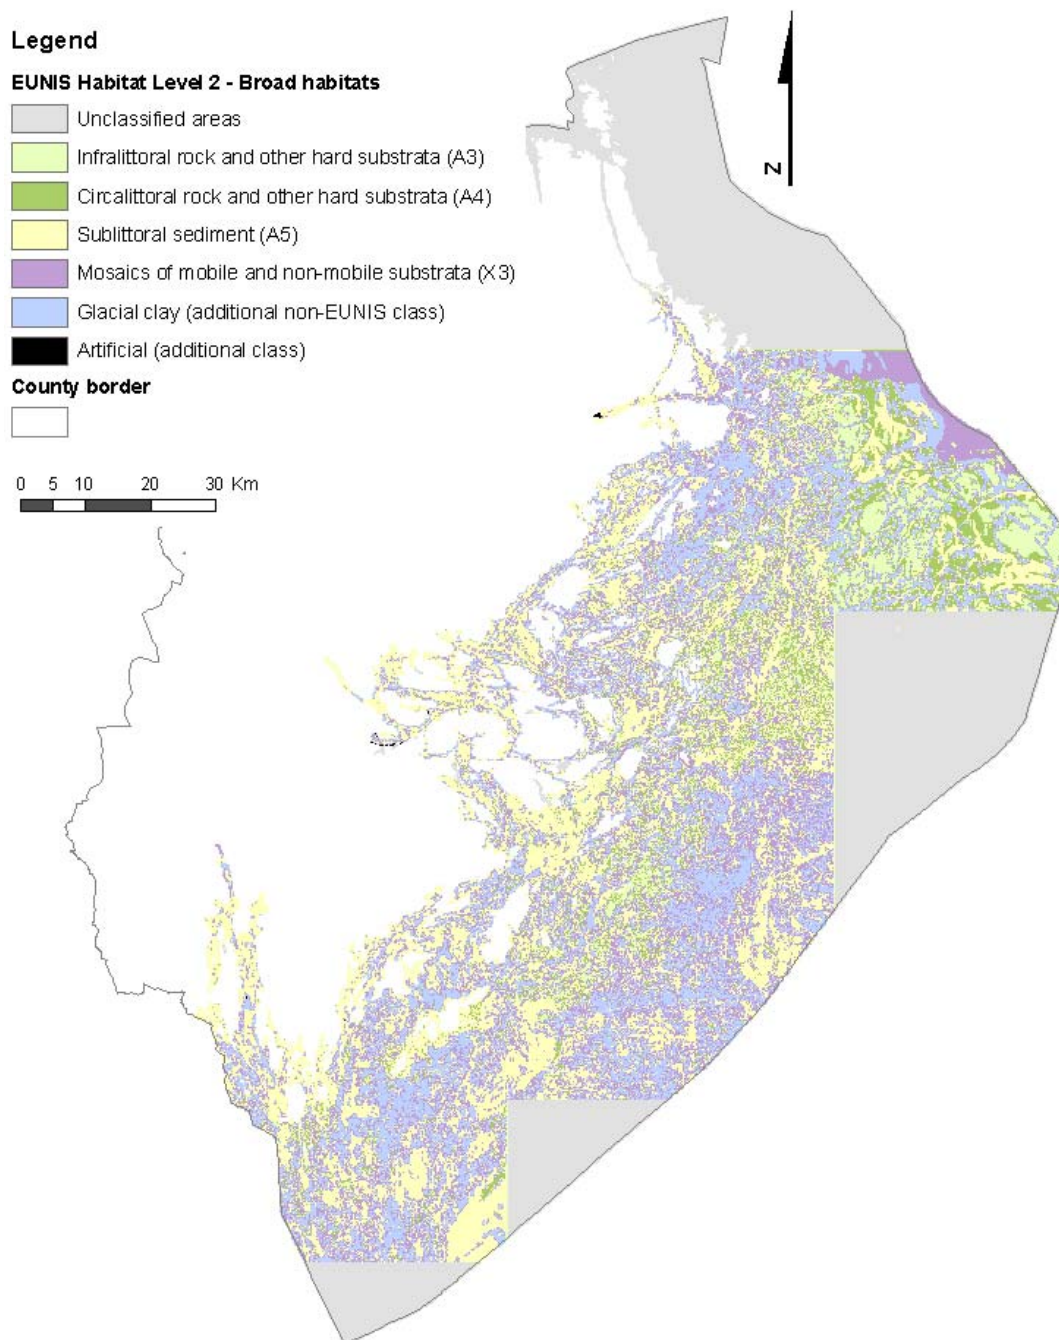 Legend
EUNIS Habitat Level 2 - Broad habitats
Unclassified areas
Infralittoral rock and other hard substrata (A3)
Circalittoral rock and other hard substrata (A4)
Sublittoral sediment (A5)
Mosaics of mobile and non-mobile substrata (X3)
Glacial clay (additional non-EUNIS class)
Artificial (additional class)
County border
0 5 10 20 30 Km
N